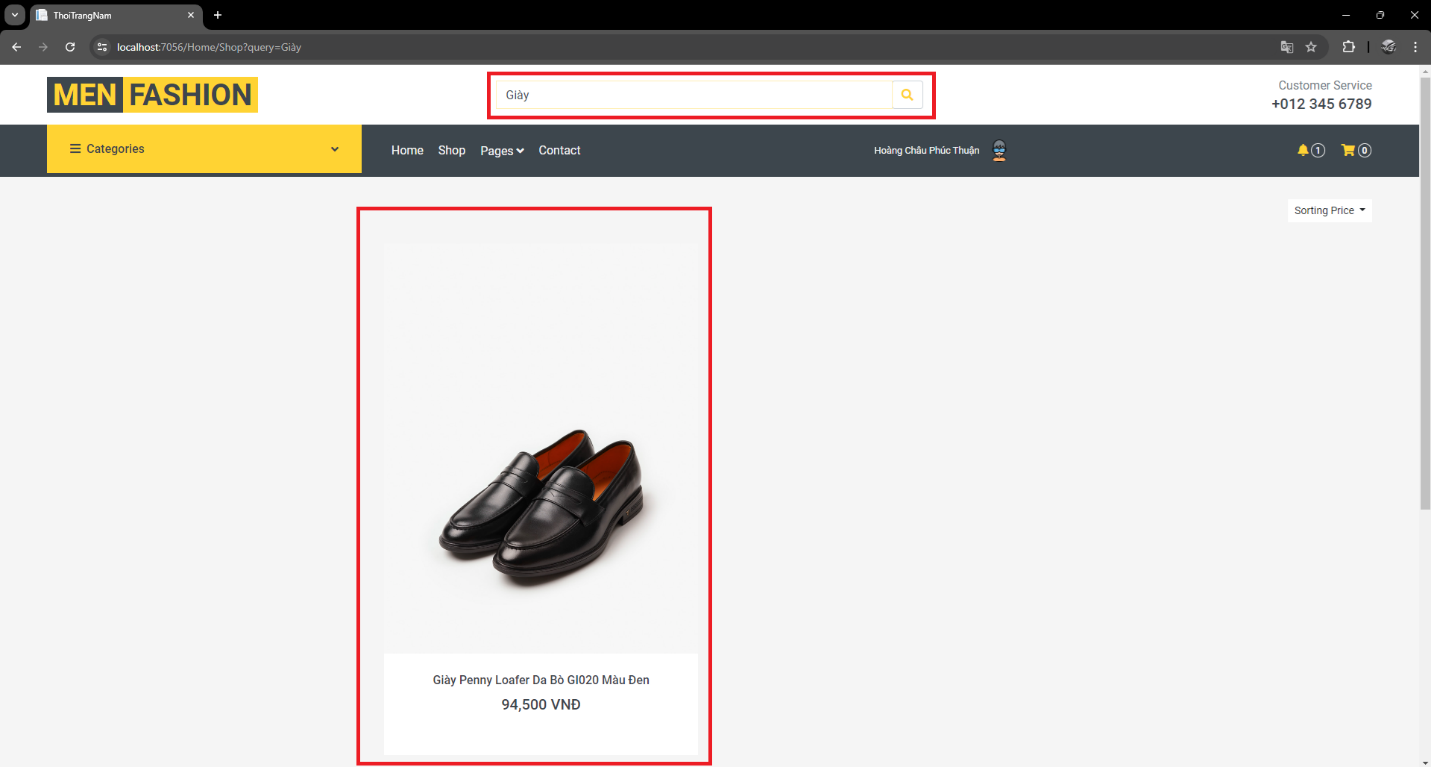 ThoiTrangNam
localhost:7056/Home/Shop?query=Giày
MEN FASHION
Giày
Customer Service
+012 345 6789
Categories
Home Shop Pages Contact
Hoàng Châu Phúc Thuận
1 0
Sorting Price
Giày Penny Loafer Da Bò GI020 Màu Đen
94,500 VNĐ